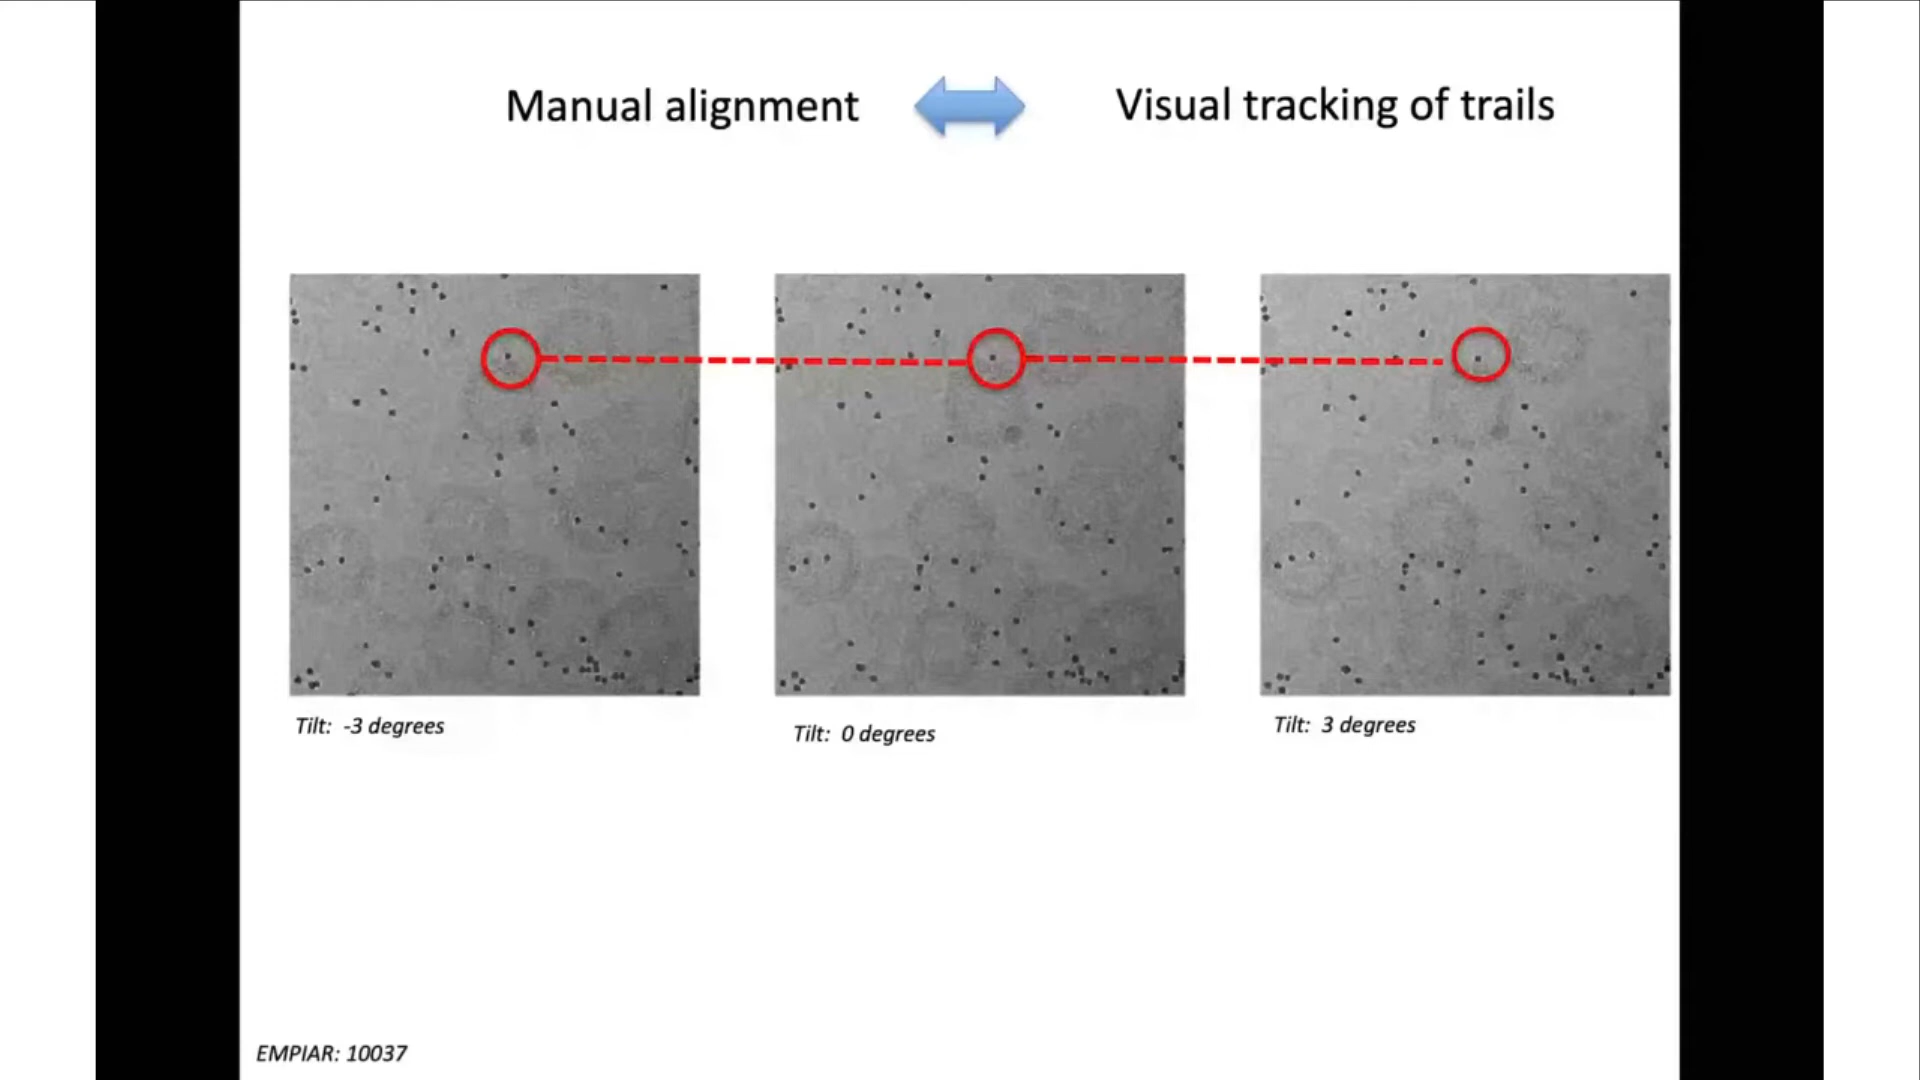 Manual alignment
Visual tracking of trails
Tilt: -3 degrees
Tilt: 0 degrees
Tilt: 3 degrees
EMPIAR: 10037